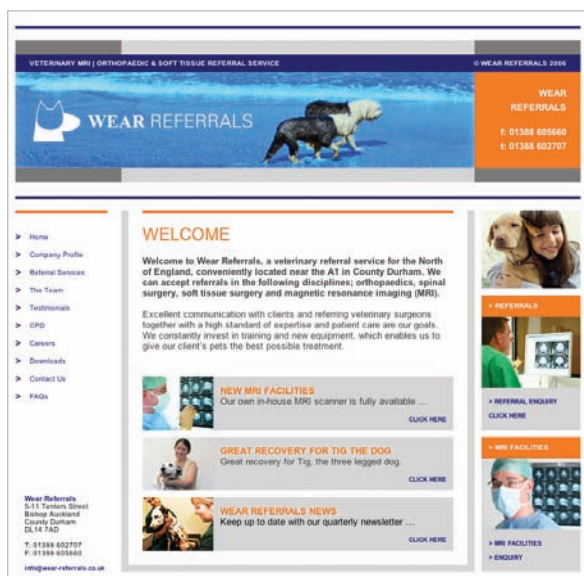 VETERINARY MRI | ORTHOPAEDIC & SOFT TISSUE REFERRAL SERVICE
© WEAR REFERRALS 2006
WEAR REFERRALS
WEAR
REFERRALS
f: 01388 605660
t: 01388 602707
> Home
> Company Profile
> Referral Services
> The Team
> Testimonials
> CPD
> Careers
> Downloads
> Contact Us
> FAQs
Wear Referrals
5-11 Tenters Street
Bishop Auckland
County Durham
DL14 7AD
T: 01388 602707
F: 01388 605660
info@wear-referrals.co.uk
WELCOME
Welcome to Wear Referrals, a veterinary referral service for the North
of England, conveniently located near the A1 in County Durham. We
can accept referrals in the following disciplines; orthopaedics, spinal
surgery, soft tissue surgery and magnetic resonance imaging (MRI).
Excellent communication with clients and referring veterinary surgeons
together with a high standard of expertise and patient care are our goals.
We constantly invest in training and new equipment, which enables us to
give our client's pets the best possible treatment.
NEW MRI FACILITIES
Our own in-house MRI scanner is fully available ...
CLICK HERE
GREAT RECOVERY FOR TIG THE DOG
Great recovery for Tig, the three legged dog.
CLICK HERE
WEAR REFERRALS NEWS
Keep up to date with our quarterly newsletter ...
CLICK HERE
> REFERRALS
> REFERRAL ENQUIRY
CLICK HERE
> MRI FACILITIES
> MRI FACILITIES
> ENQUIRY